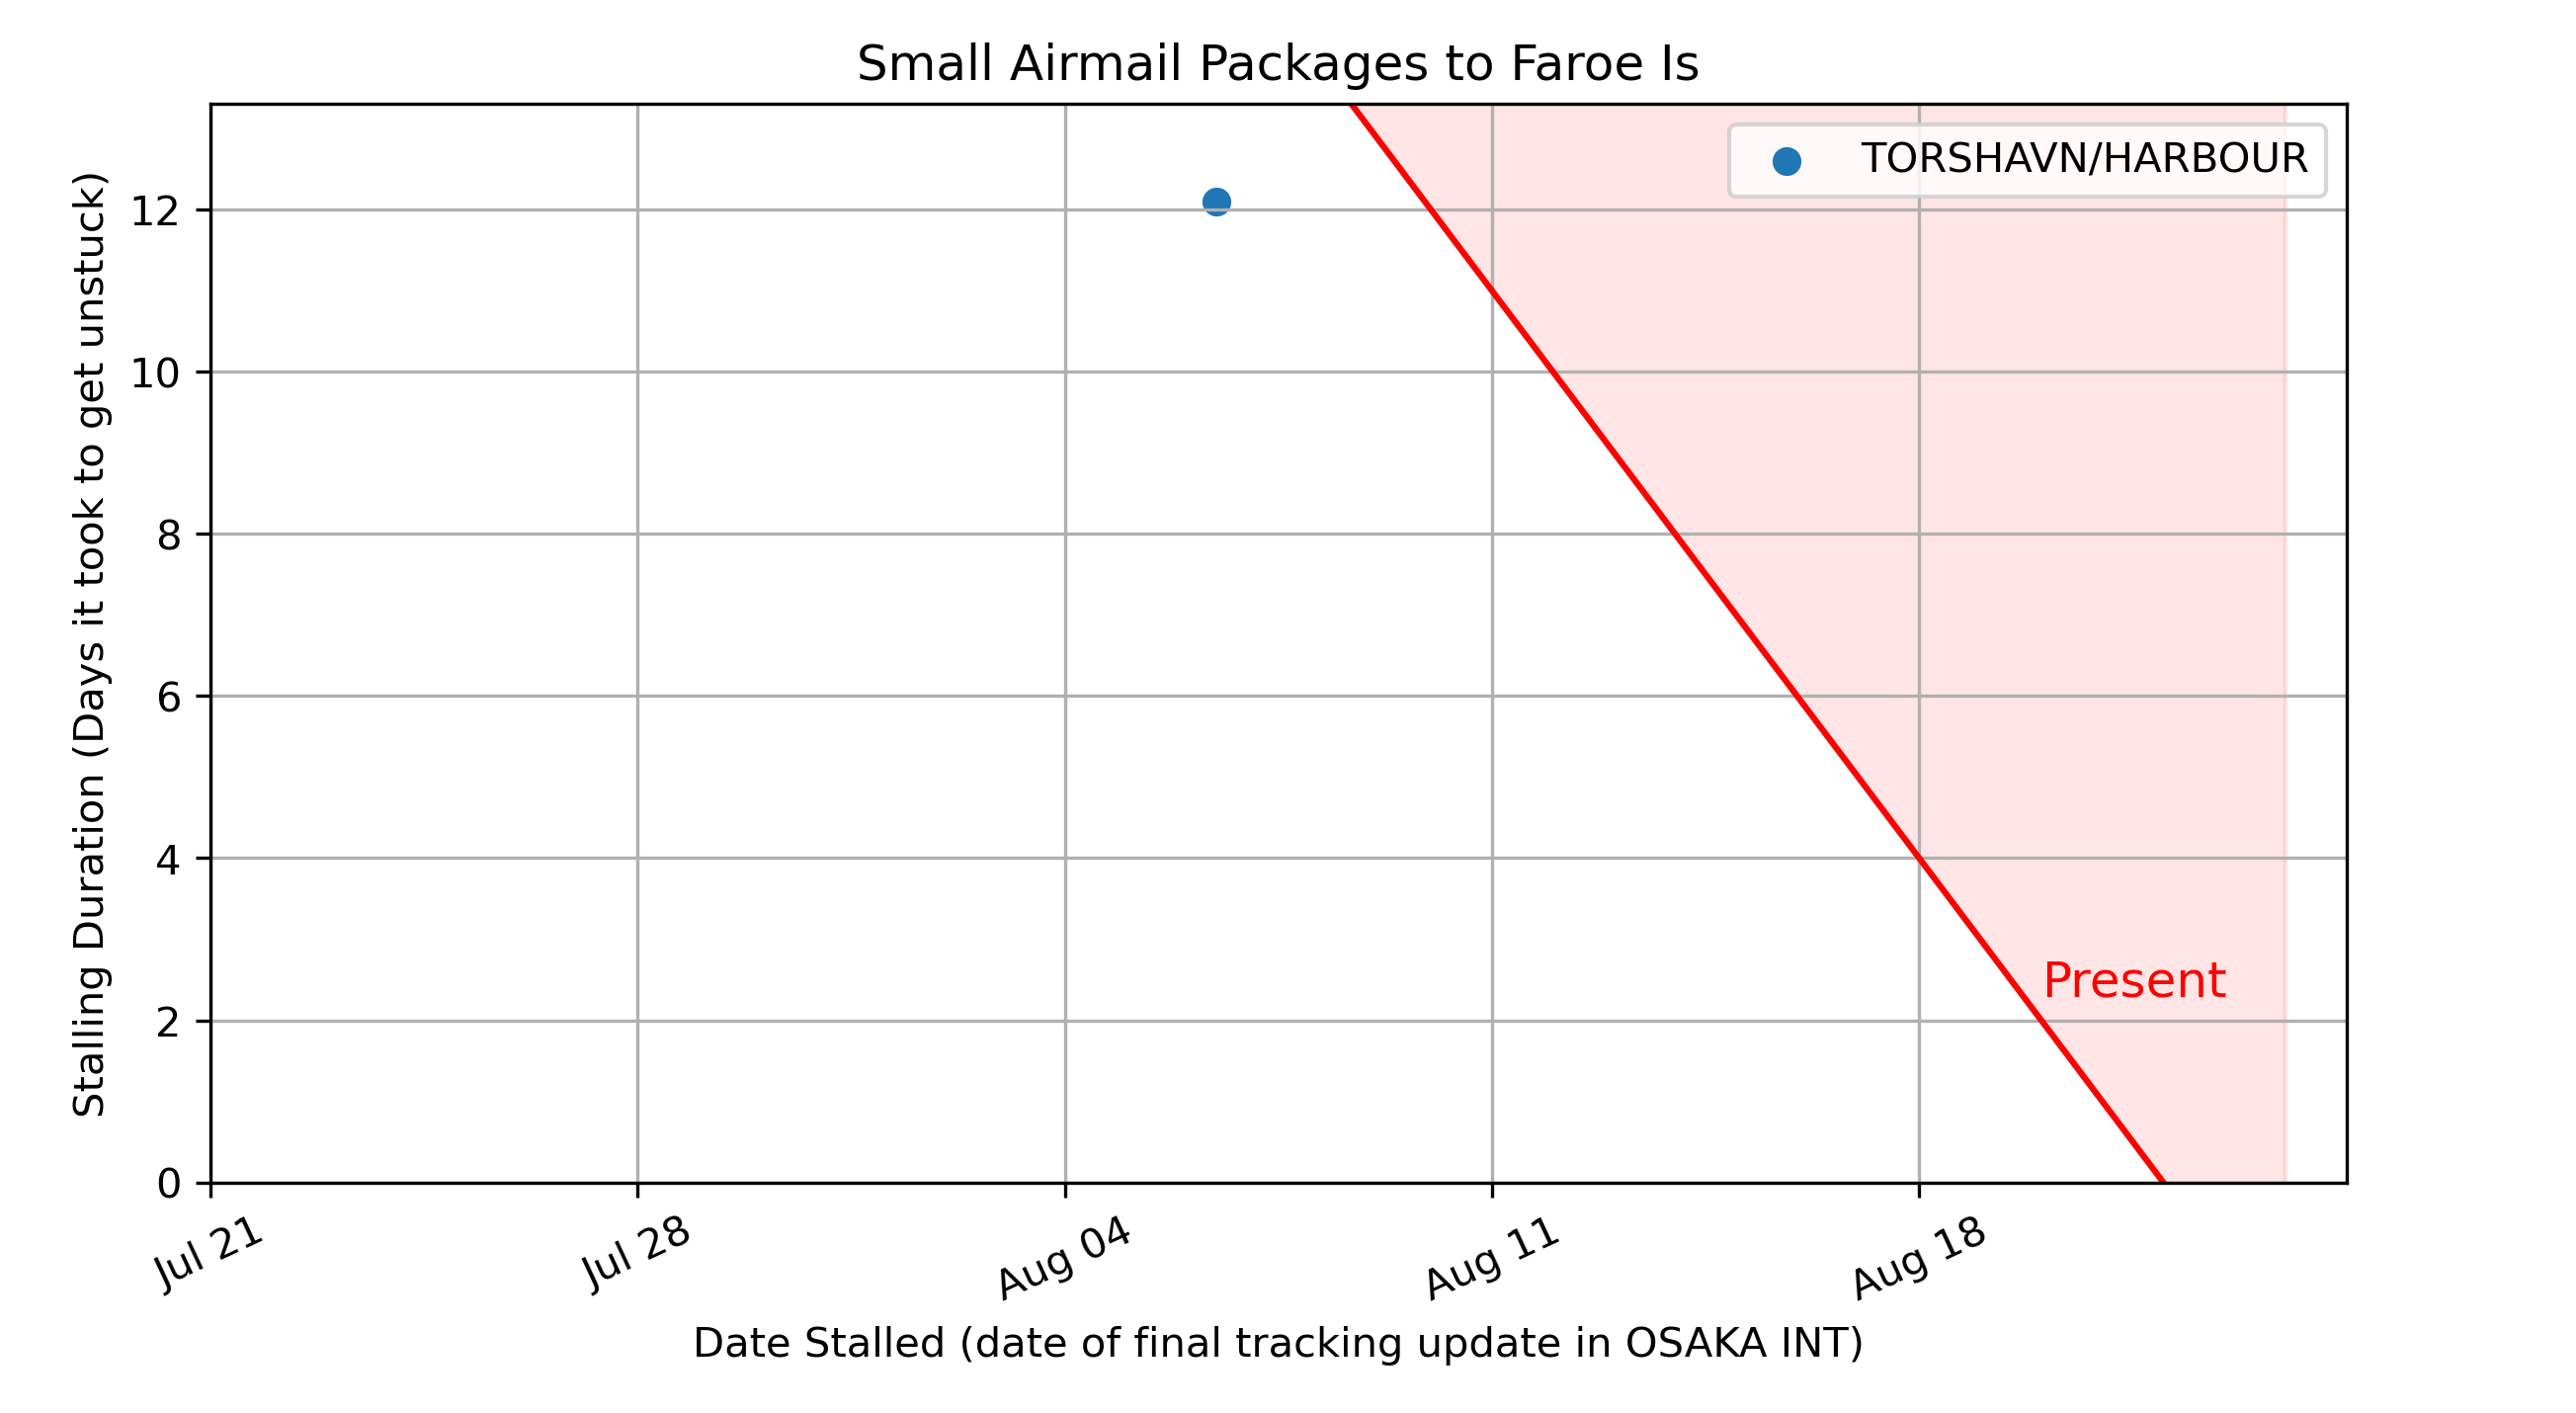 Small Airmail Packages to Faroe Is
TORSHAVN/HARBOUR
Stalling Duration (Days it took to get unstuck)
12
10
8
6
4
2
0
Present
Jul 21
Jul 28
Aug 04
Aug 11
Aug 18
Date Stalled (date of final tracking update in OSAKA INT)